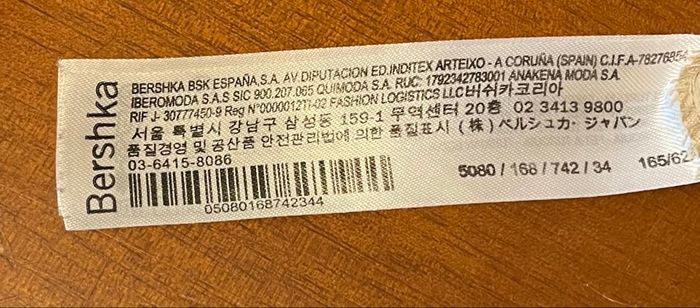 Bershka
BERSHKA BSK ESPAÑA,S.A. AV DIPUTACION ED.INDITEX ARTEIXO - A CORUÑA (SPAIN) C.I.F.A-78276854
IBEROMODA S.A.S SIC 900.207.065 QUIMODA S.A. RUC: 1792342783001 ANAKENA MODA S.A
RIF J- 30777450-9 Reg N°0000012TI-02 FASHION LOGISTICS LLC버쉬카코리아
서울 특별시 강남구 삼성동 159-1 무역센터 20층 02 3413 9800
품질경영 및 공산품 안전관리법에 의한 품질표시 (株) ベルシュカ・ジャパン
03-6415-8086
5080/168/742/34
165/62
05080168742344